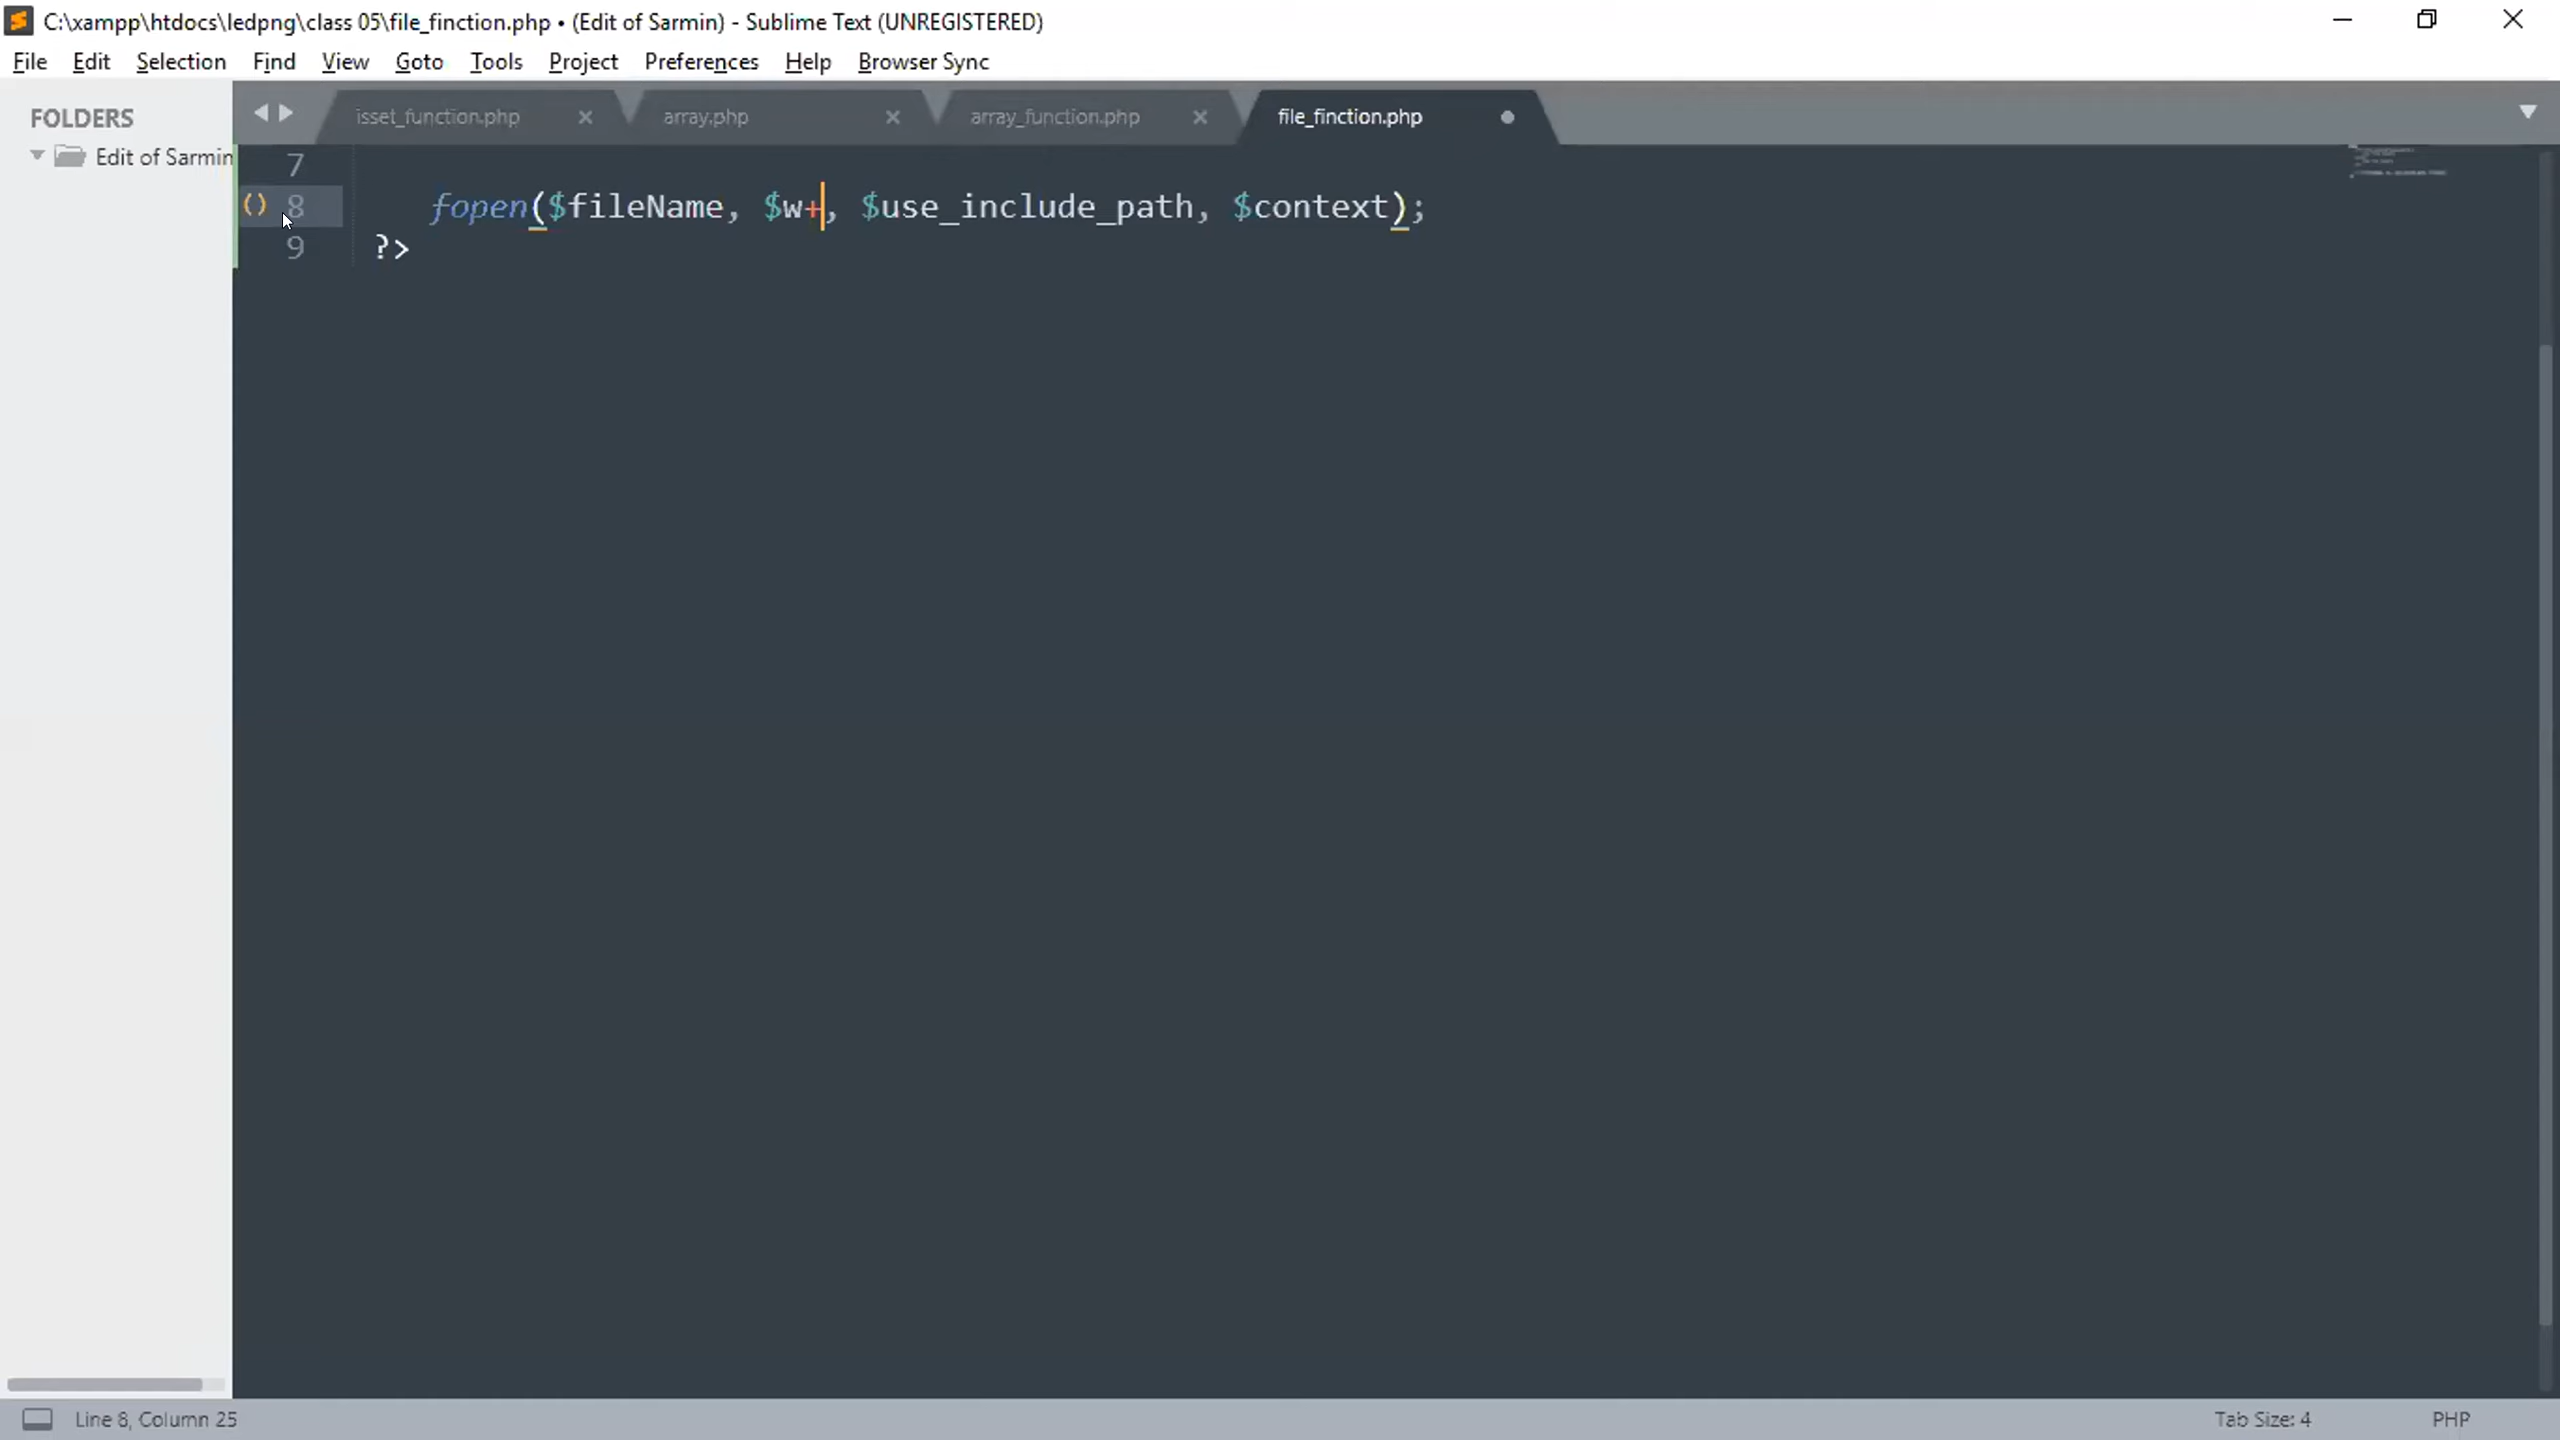 C:\xampp\htdocs\ledpng\class 05\file_finction.php • (Edit of Sarmin) - Sublime Text (UNREGISTERED)
File Edit Selection Find View Goto Tools Project Preferences Help Browser Sync
FOLDERS
Edit of Sarmin
isset_function.php array.php array_function.php file_finction.php
7
8 fopen($fileName, $w+, $use_include_path, $context);
9 ?>
Line 8, Column 25 Tab Size: 4 PHP